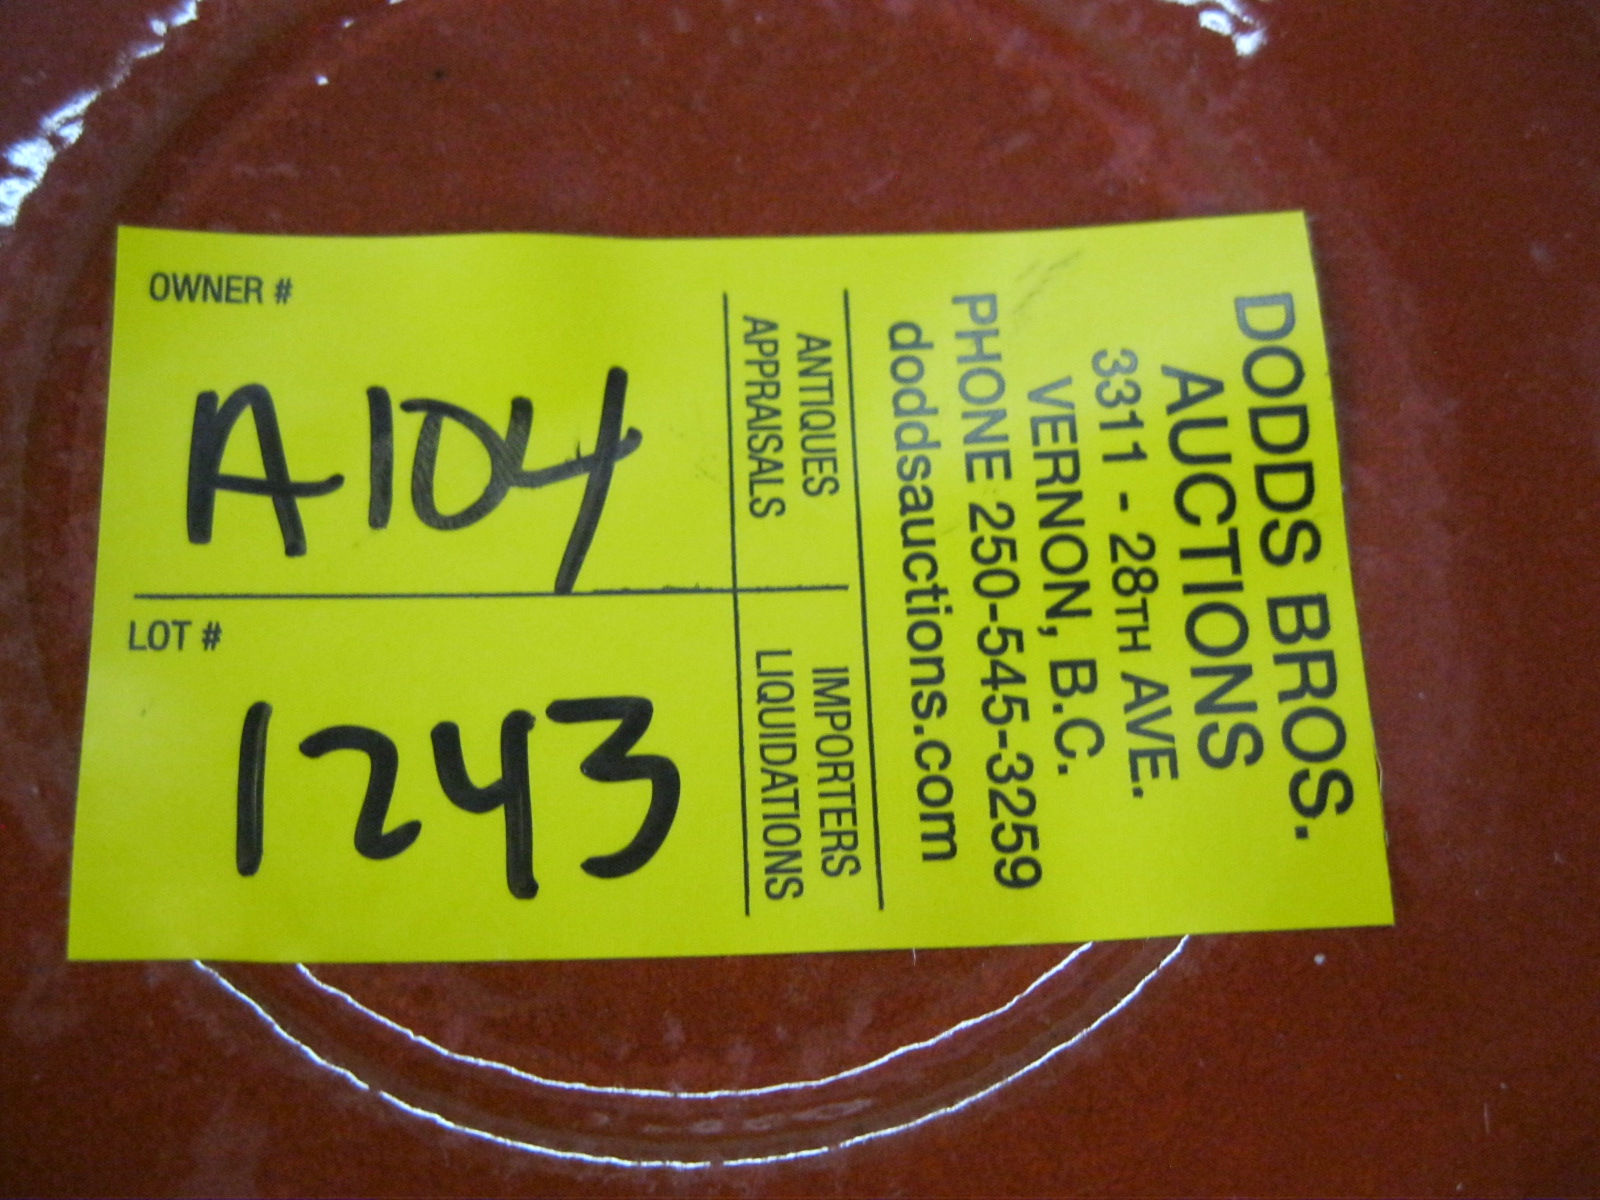 DODDS BROS.
AUCTIONS
3311 - 28TH AVE.
VERNON, B.C.
PHONE 250-545-3259
doddsauctions.com
ANTIQUES
APPRAISALS
IMPORTERS
LIQUIDATIONS
OWNER #
A104
LOT #
1243